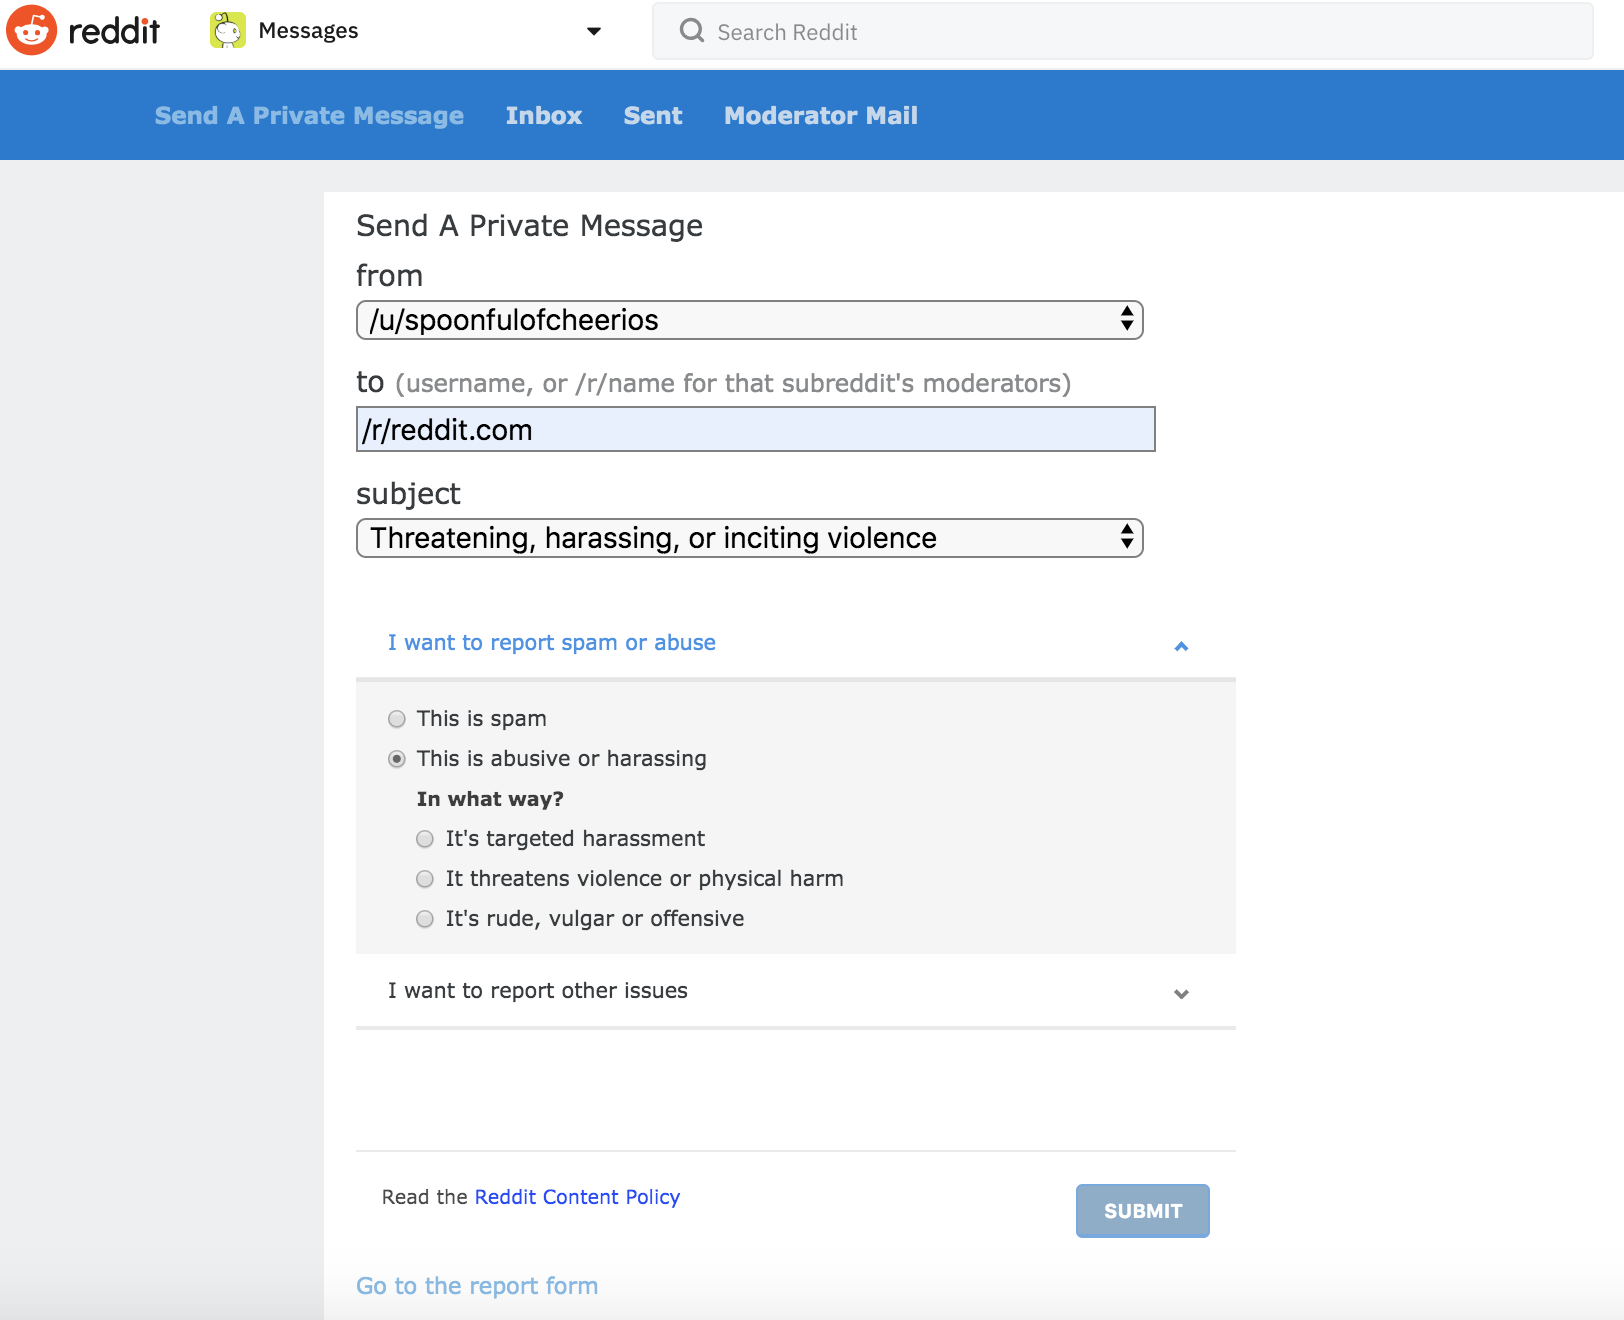 reddit Messages Search Reddit
Send A Private Message Inbox Sent Moderator Mail
Send A Private Message
from
/u/spoonfulofcheerios
to (username, or /r/name for that subreddit's moderators)
/r/reddit.com
subject
Threatening, harassing, or inciting violence
I want to report spam or abuse
This is spam
This is abusive or harassing
In what way?
It's targeted harassment
It threatens violence or physical harm
It's rude, vulgar or offensive
I want to report other issues
Read the Reddit Content Policy
SUBMIT
Go to the report form